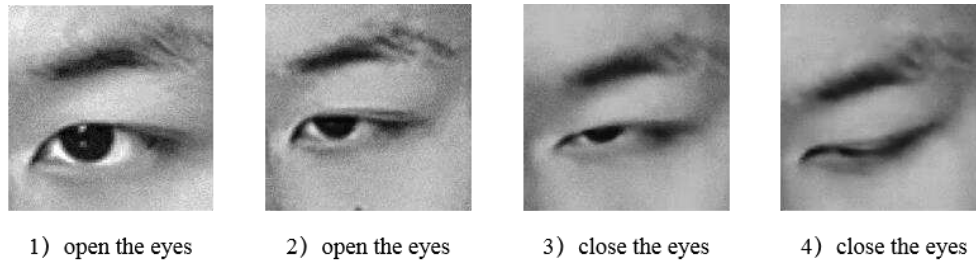 1）open the eyes
2）open the eyes
3）close the eyes
4）close the eyes